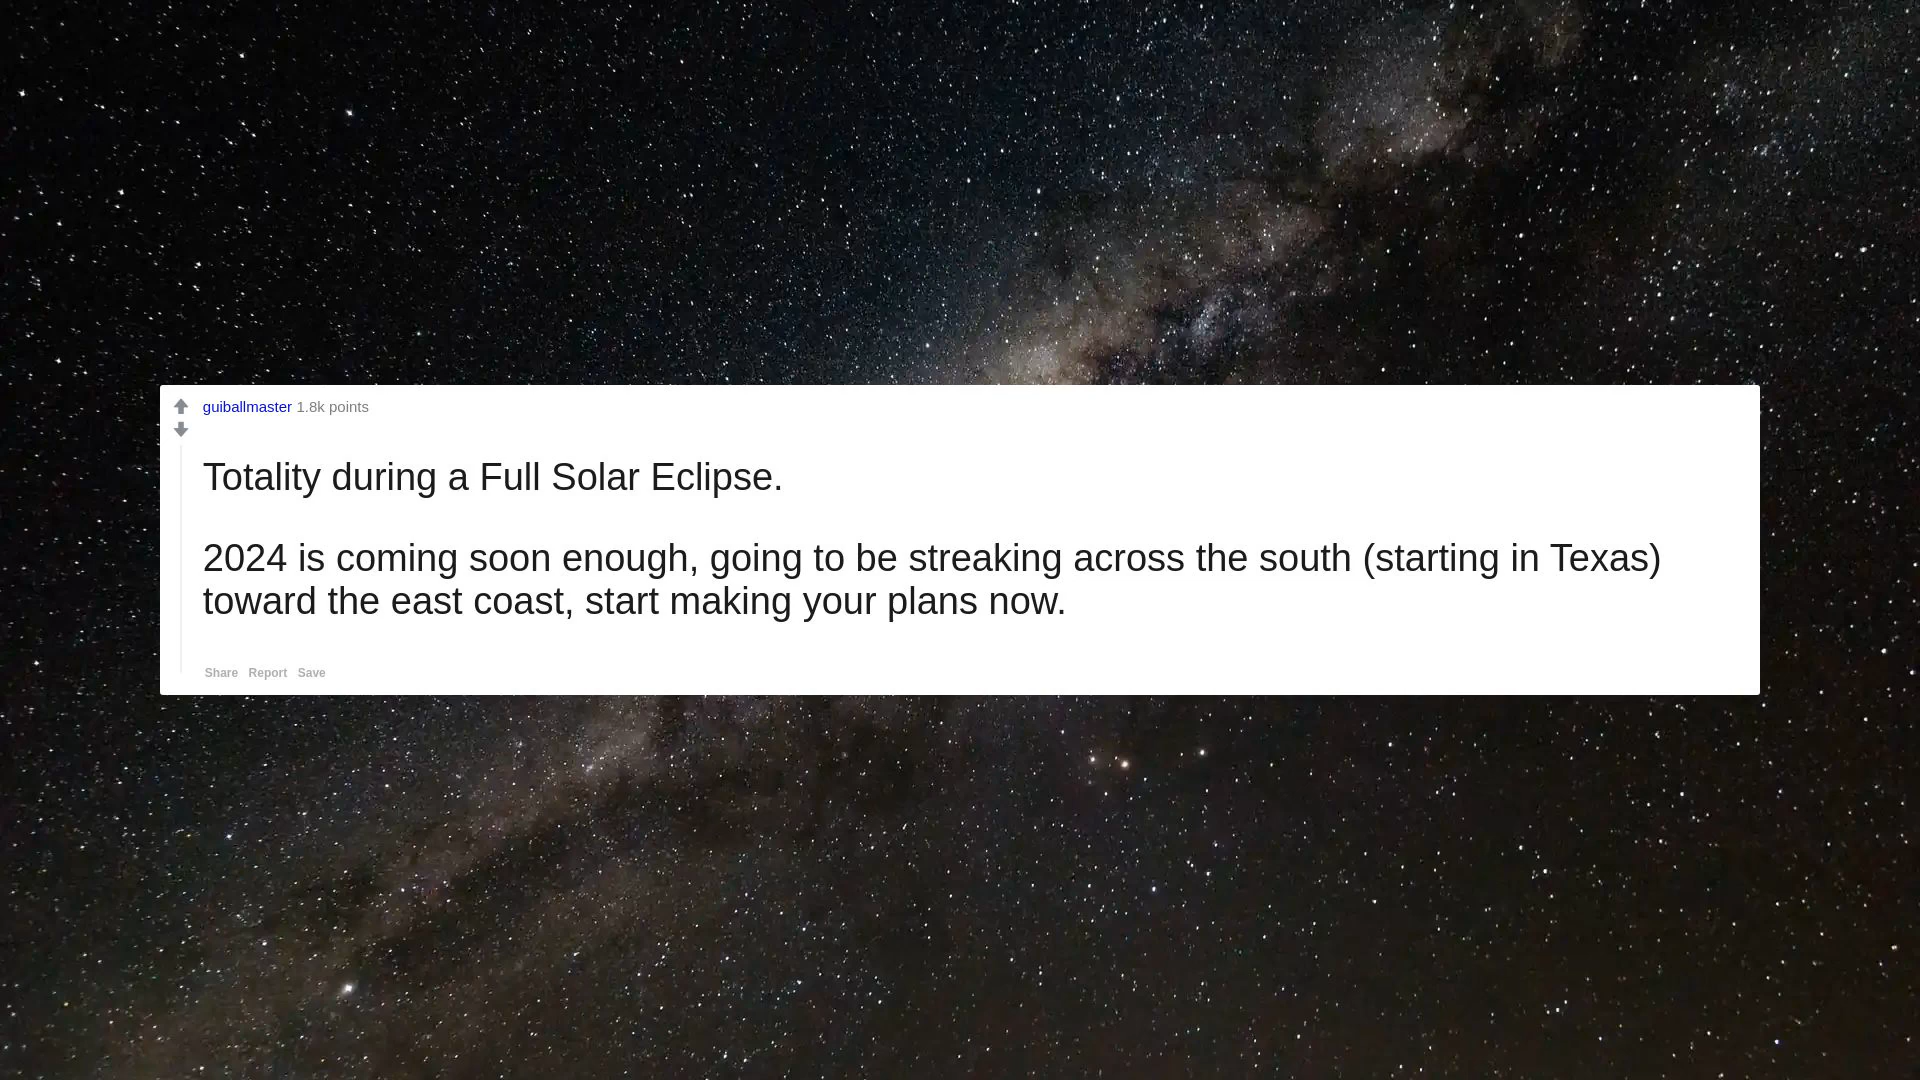 guiballmaster 1.8k points
Totality during a Full Solar Eclipse.
2024 is coming soon enough, going to be streaking across the south (starting in Texas)
toward the east coast, start making your plans now.
Share Report Save